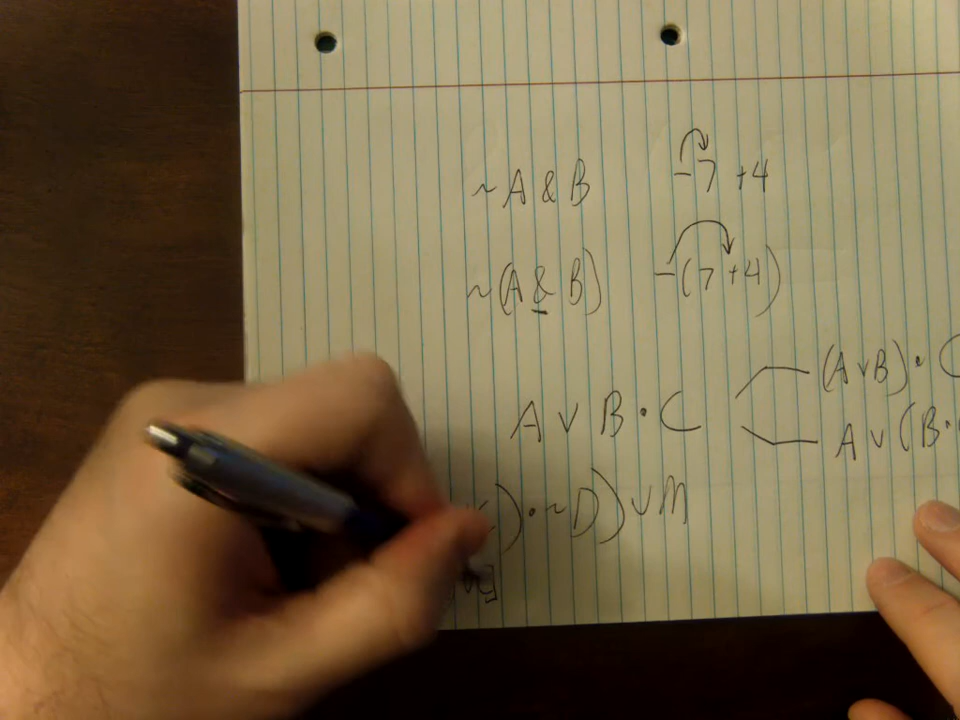 ~A & B -7 +4
~(A & B) -(7 +4)
A v B • C (A v B) • C
A v (B •
) • ~D) v M